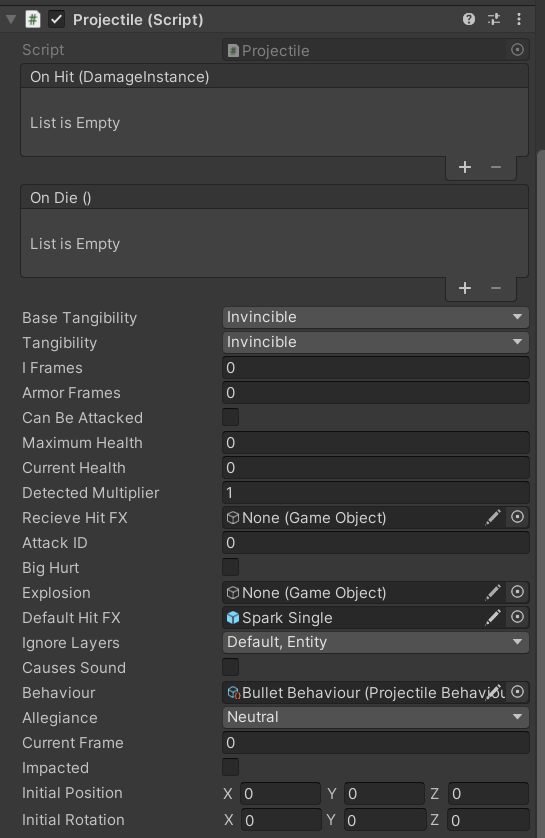 Projectile (Script)
Script Projectile
On Hit (DamageInstance)
List is Empty
+ −
On Die ()
List is Empty
+ −
Base Tangibility Invincible
Tangibility Invincible
I Frames 0
Armor Frames 0
Can Be Attacked
Maximum Health 0
Current Health 0
Detected Multiplier 1
Recieve Hit FX None (Game Object)
Attack ID 0
Big Hurt
Explosion None (Game Object)
Default Hit FX Spark Single
Ignore Layers Default, Entity
Causes Sound
Behaviour Bullet Behaviour (Projectile Behaviou
Allegiance Neutral
Current Frame 0
Impacted
Initial Position X 0 Y 0 Z 0
Initial Rotation X 0 Y 0 Z 0